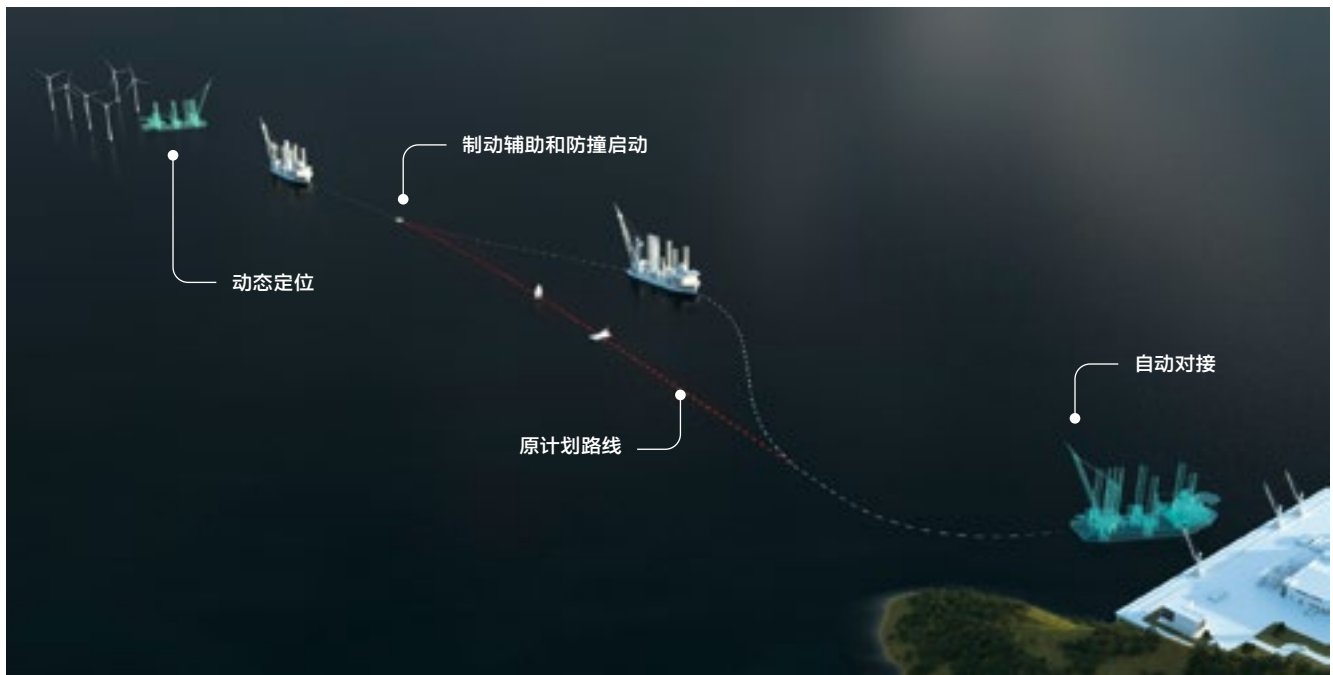 制动辅助和防撞启动
动态定位
自动对接
原计划路线